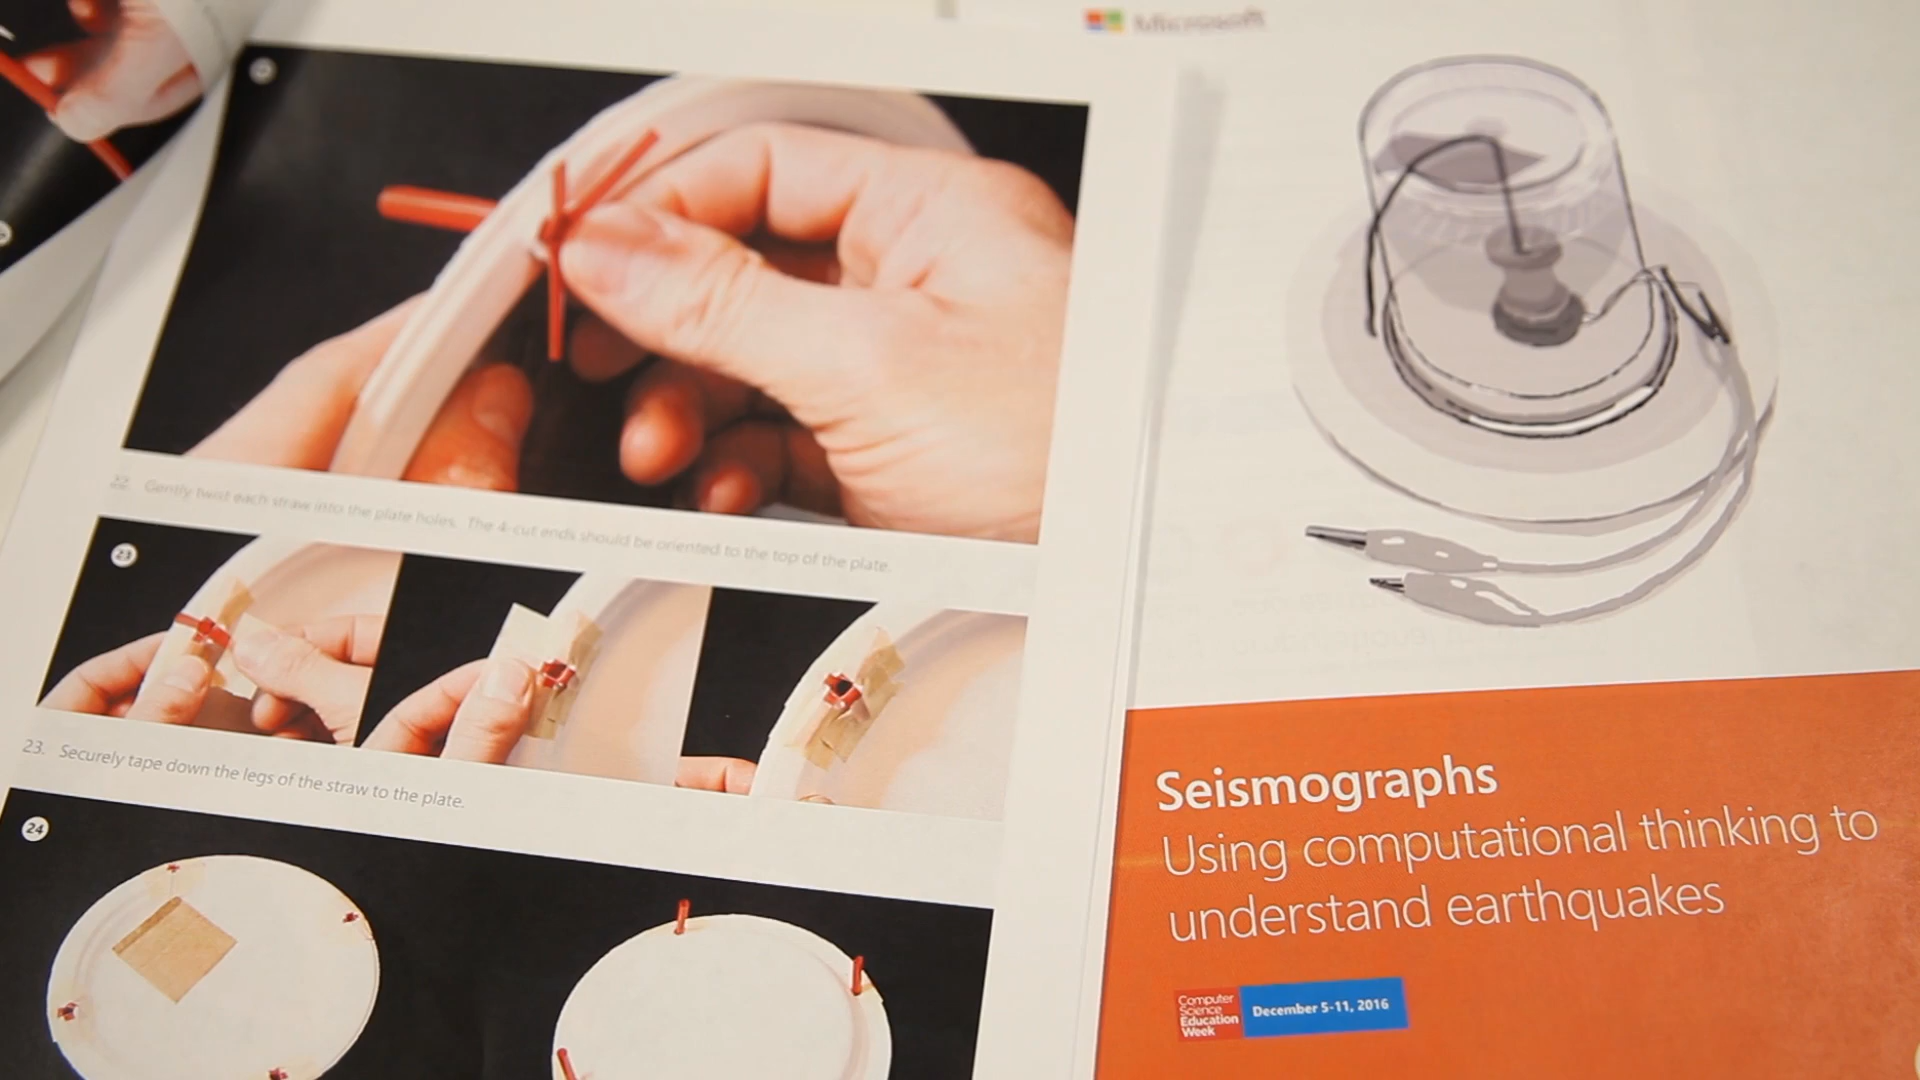 Microsoft
22. Gently twist each straw into the plate holes. The 4-cut ends should be oriented to the top of the plate.
23
23. Securely tape down the legs of the straw to the plate.
24
Seismographs
Using computational thinking to
understand earthquakes
Computer
Science
Education
Week
December 5-11, 2016